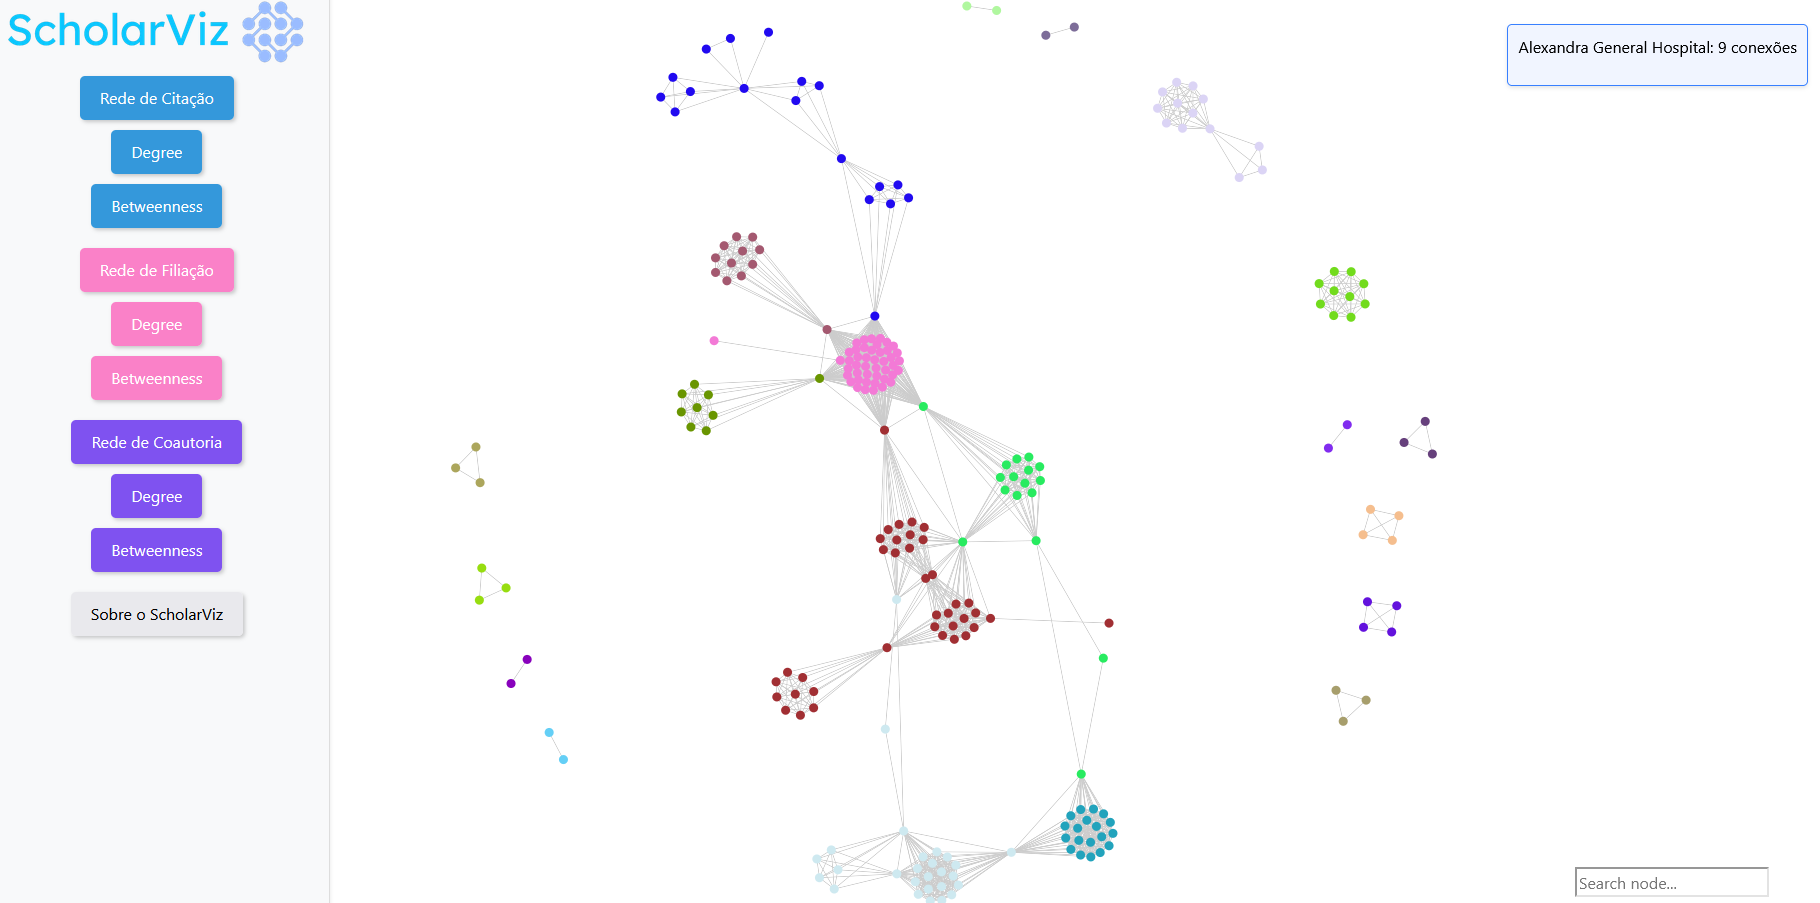 ScholarViz
Rede de Citação
Degree
Betweenness
Rede de Filiação
Degree
Betweenness
Rede de Coautoria
Degree
Betweenness
Sobre o ScholarViz
Alexandra General Hospital: 9 conexões
Search node...